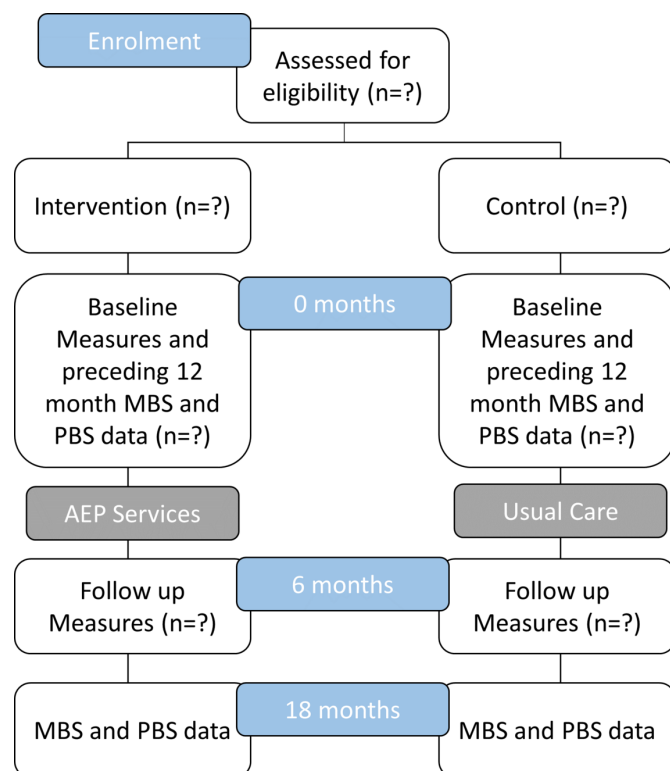 Enrolment
Assessed for
eligibility (n=?)
Intervention (n=?)
Control (n=?)
Baseline
Measures and
preceding 12
month MBS and
PBS data (n=?)
0 months
Baseline
Measures and
preceding 12
month MBS and
PBS data (n=?)
AEP Services
Usual Care
Follow up
Measures (n=?)
6 months
Follow up
Measures (n=?)
MBS and PBS data
18 months
MBS and PBS data